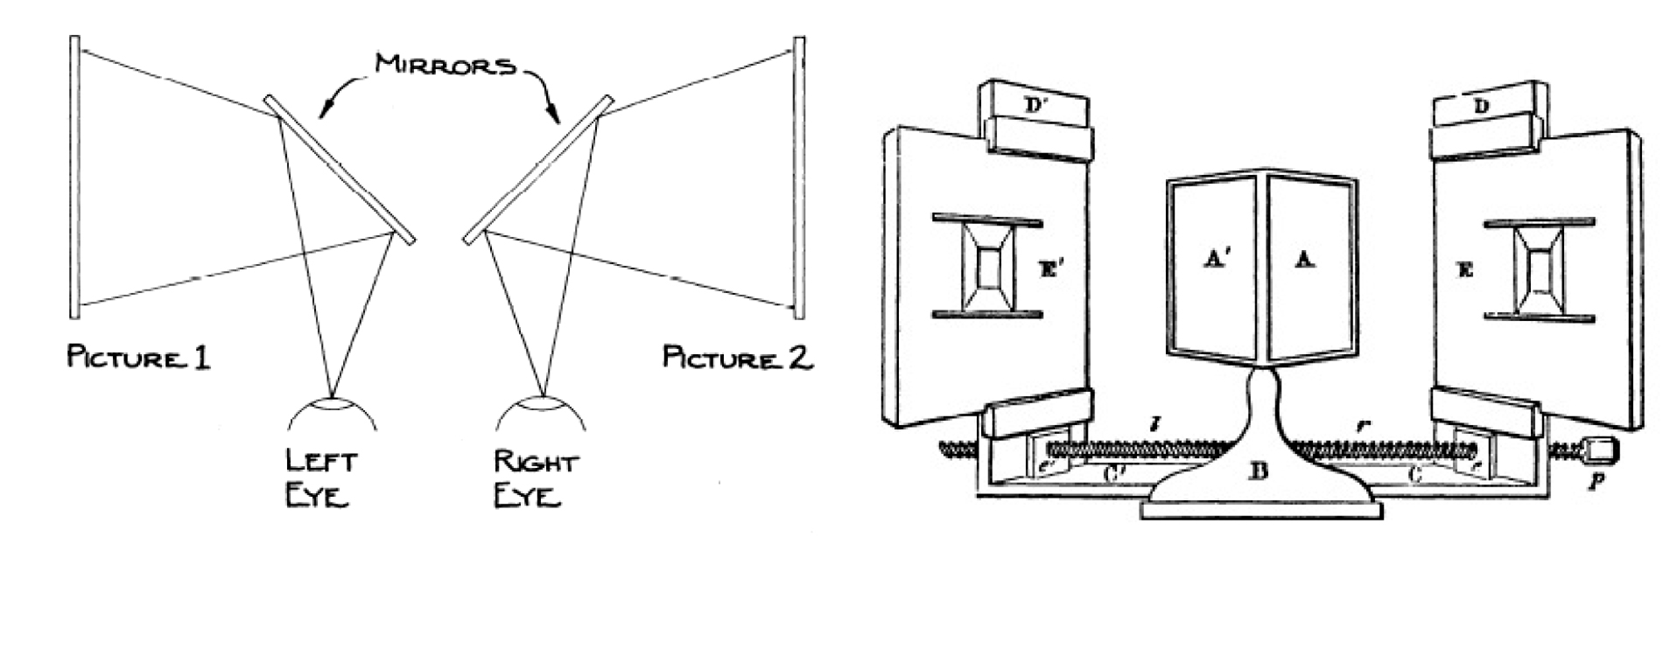 MIRRORS
PICTURE 1
PICTURE 2
LEFT
EYE
RIGHT
EYE
D'
D
E'
A'
A
E
l
r
e'
C'
B
C
p